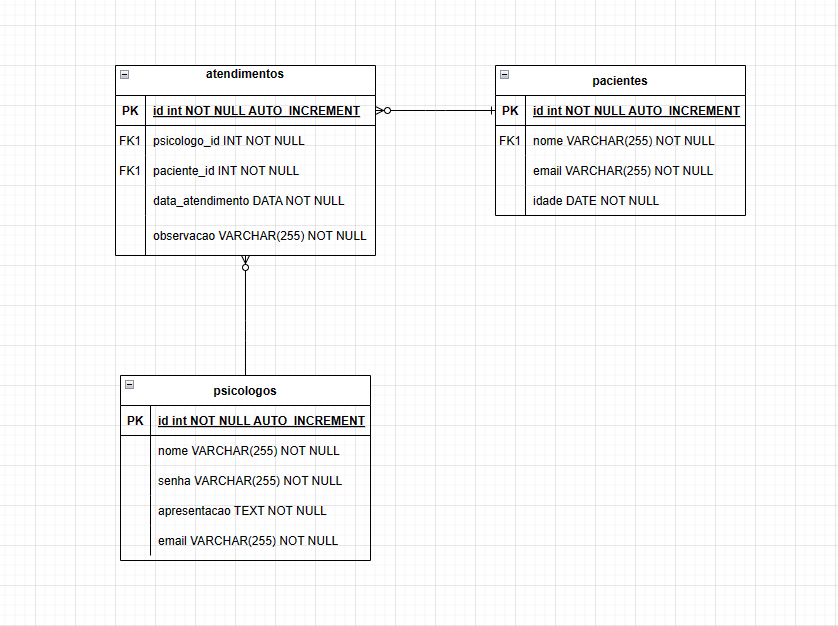 atendimentos
PK id int NOT NULL AUTO_INCREMENT
FK1 psicologo_id INT NOT NULL
FK1 paciente_id INT NOT NULL
data_atendimento DATA NOT NULL
observacao VARCHAR(255) NOT NULL
pacientes
PK id int NOT NULL AUTO_INCREMENT
FK1 nome VARCHAR(255) NOT NULL
email VARCHAR(255) NOT NULL
idade DATE NOT NULL
psicologos
PK id int NOT NULL AUTO_INCREMENT
nome VARCHAR(255) NOT NULL
senha VARCHAR(255) NOT NULL
apresentacao TEXT NOT NULL
email VARCHAR(255) NOT NULL